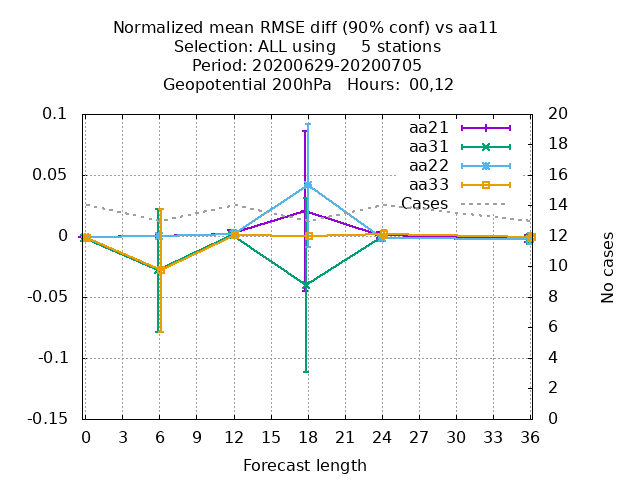 Normalized mean RMSE diff (90% conf) vs aa11
Selection: ALL using     5 stations
Period: 20200629-20200705
Geopotential 200hPa   Hours: 00,12
0.1
0.05
0
-0.05
-0.1
-0.15
aa21
aa31
aa22
aa33
Cases
20
18
16
14
12
10
8
6
4
2
0
No cases
0 3 6 9 12 15 18 21 24 27 30 33 36
Forecast length